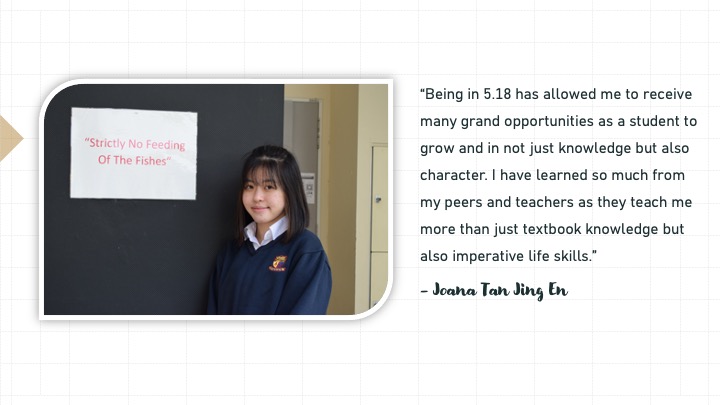 “Strictly No Feeding
Of The Fishes”
“Being in 5.18 has allowed me to receive
many grand opportunities as a student to
grow and in not just knowledge but also
character. I have learned so much from
my peers and teachers as they teach me
more than just textbook knowledge but
also imperative life skills.”
– Joana Tan Jing En